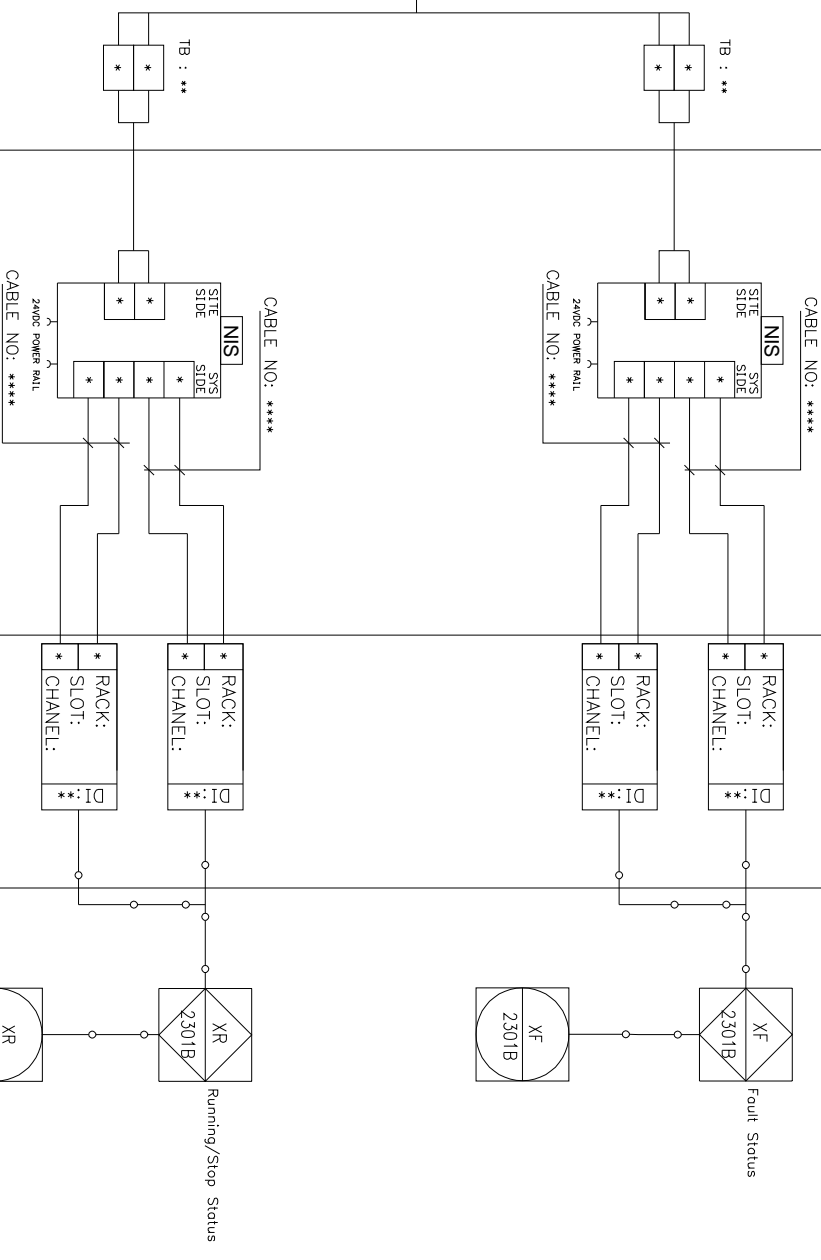 TB : **
*
*
CABLE NO: ****
NIS
SITE
SIDE
SYS
SIDE
*
*
*
*
*
*
24VDC POWER RAIL
CABLE NO: ****
*
*
RACK:
SLOT:
CHANEL:
DI:**
*
*
RACK:
SLOT:
CHANEL:
DI:**
XF
2301B
Fault Status
XF
2301B
TB : **
*
*
CABLE NO: ****
NIS
SITE
SIDE
SYS
SIDE
*
*
*
*
*
*
24VDC POWER RAIL
CABLE NO: ****
*
*
RACK:
SLOT:
CHANEL:
DI:**
*
*
RACK:
SLOT:
CHANEL:
DI:**
XR
2301B
Running/Stop Status
XR